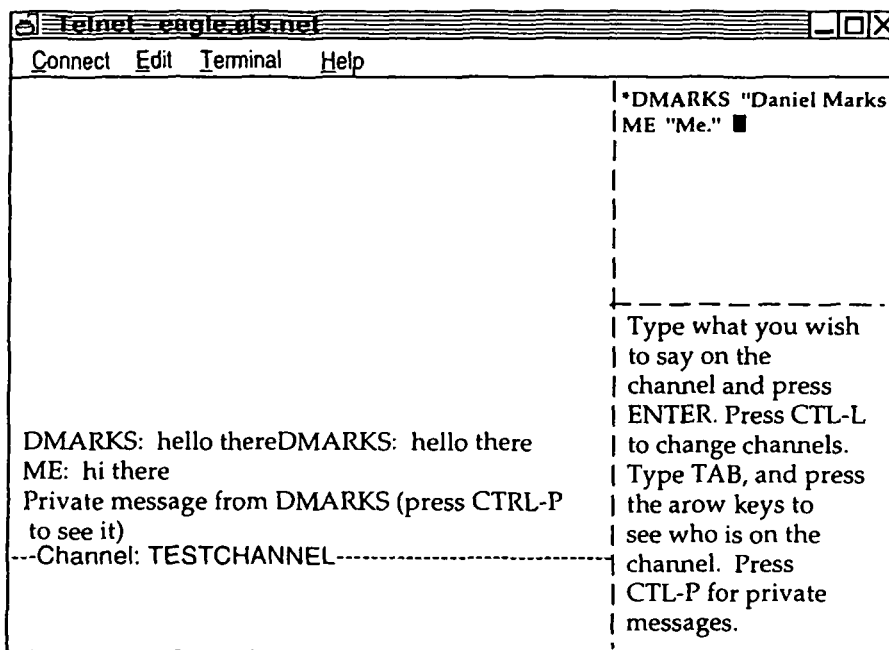 Telnet - eagle.als.net
Connect Edit Terminal Help
*DMARKS "Daniel Marks
ME "Me."
DMARKS: hello thereDMARKS: hello there
ME: hi there
Private message from DMARKS (press CTRL-P
to see it)
---Channel: TESTCHANNEL---
Type what you wish
to say on the
channel and press
ENTER. Press CTL-L
to change channels.
Type TAB, and press
the arow keys to
see who is on the
channel. Press
CTL-P for private
messages.